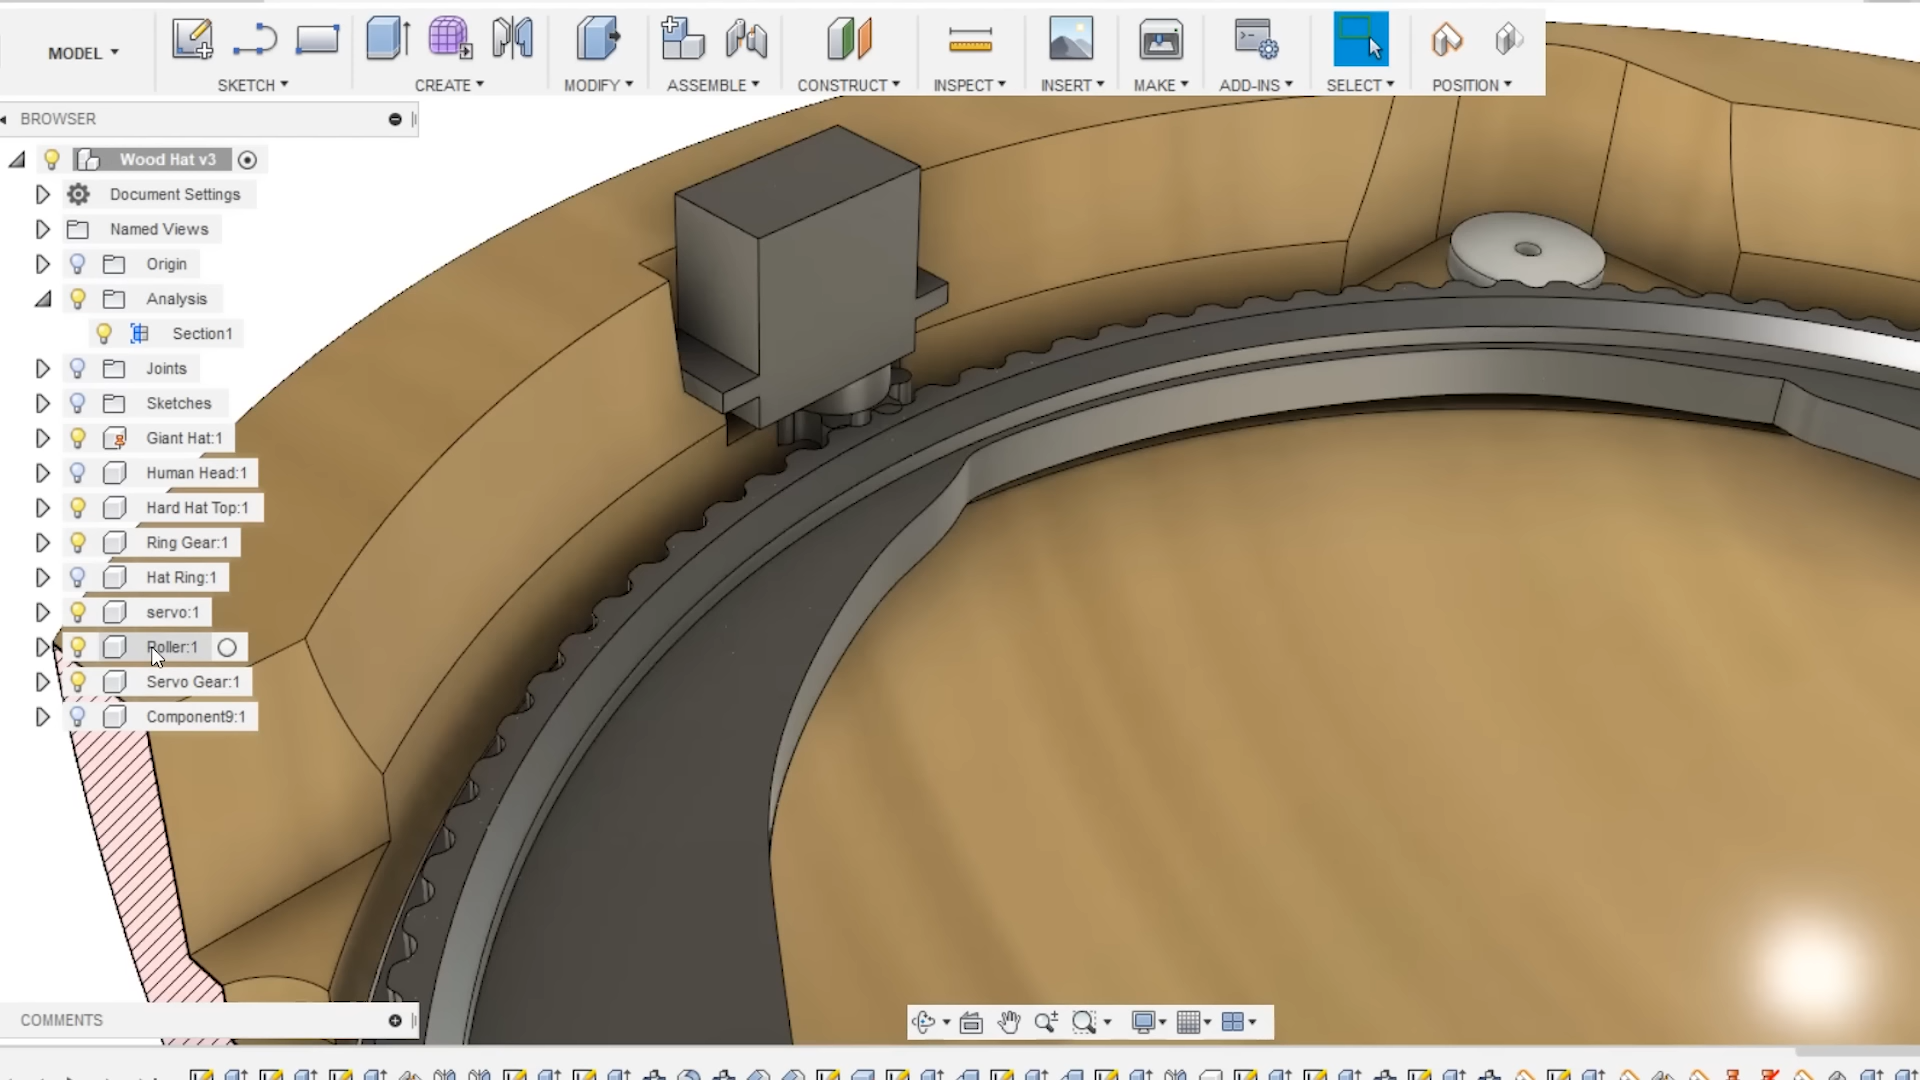 MODEL
SKETCH
CREATE
MODIFY
ASSEMBLE
CONSTRUCT
INSPECT
INSERT
MAKE
ADD-INS
SELECT
POSITION
BROWSER
Wood Hat v3
Document Settings
Named Views
Origin
Analysis
Section1
Joints
Sketches
Giant Hat:1
Human Head:1
Hard Hat Top:1
Ring Gear:1
Hat Ring:1
servo:1
Roller:1
Servo Gear:1
Component9:1
COMMENTS